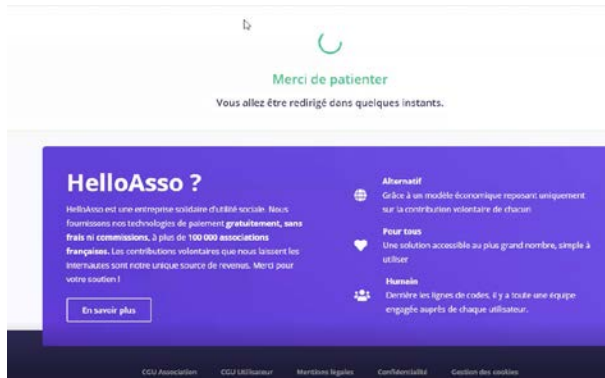 Merci de patienter
Vous allez être redirigé dans quelques instants.
HelloAsso ?
HelloAsso est une entreprise solidaire d'utilité sociale. Nous
fournissons nos technologies de paiement gratuitement, sans
frais ni commissions, à plus de 100 000 associations
françaises. Les contributions volontaires que nous laissent les
internautes sont notre unique source de revenus. Merci pour
votre soutien !
En savoir plus
Alternatif
Grâce à un modèle économique reposant uniquement
sur la contribution volontaire de chacun
Pour tous
Une solution accessible au plus grand nombre, simple à
utiliser
Humain
Derrière les lignes de codes, il y a toute une équipe
engagée auprès de chaque utilisateur.
CGU Association CGU Utilisateur Mentions légales Confidentialité Gestion des cookies